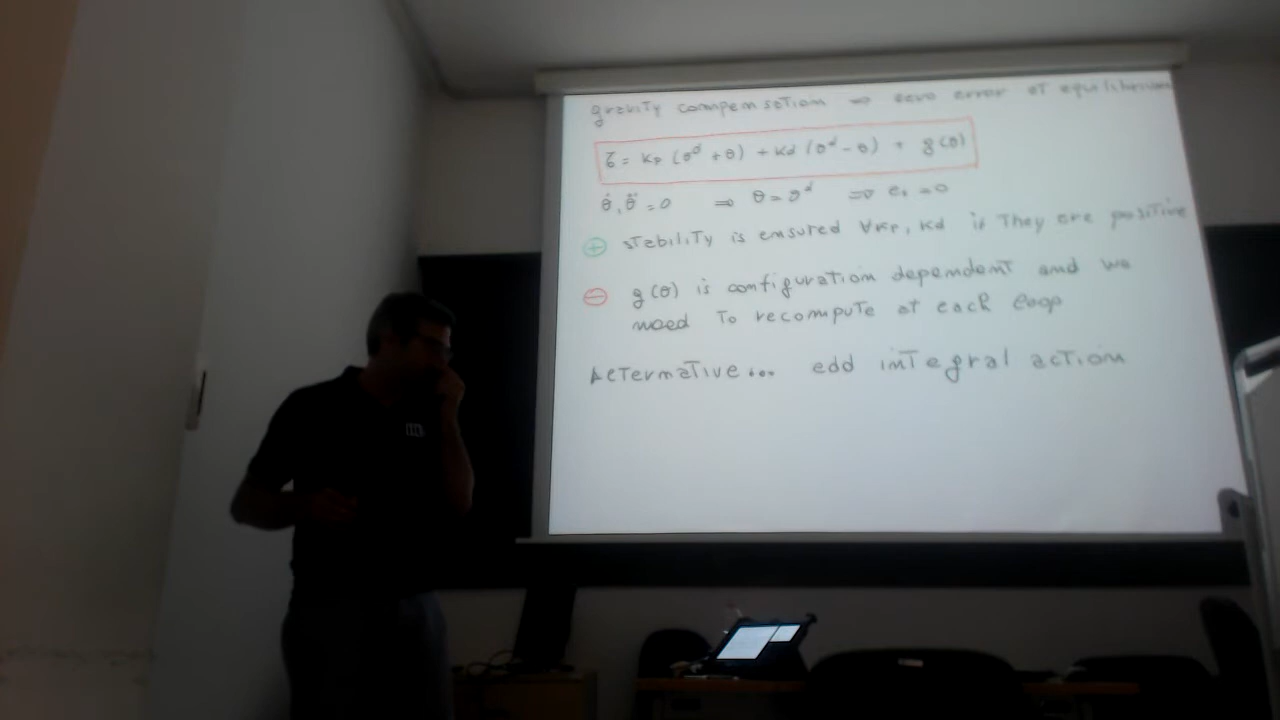 gravity compensation ⇒ zero error at equilibrium
τ = Kp (θᵈ + θ) + Kd (θᵈ - θ) + g(θ)
θ̇, θ̈ = 0 ⇒ θ = θᵈ ⇒ e, = 0
+ stability is ensured ∀ Kp, Kd if they are positive
- g(θ) is configuration dependent and we
need to recompute at each loop
Alternative... add integral action